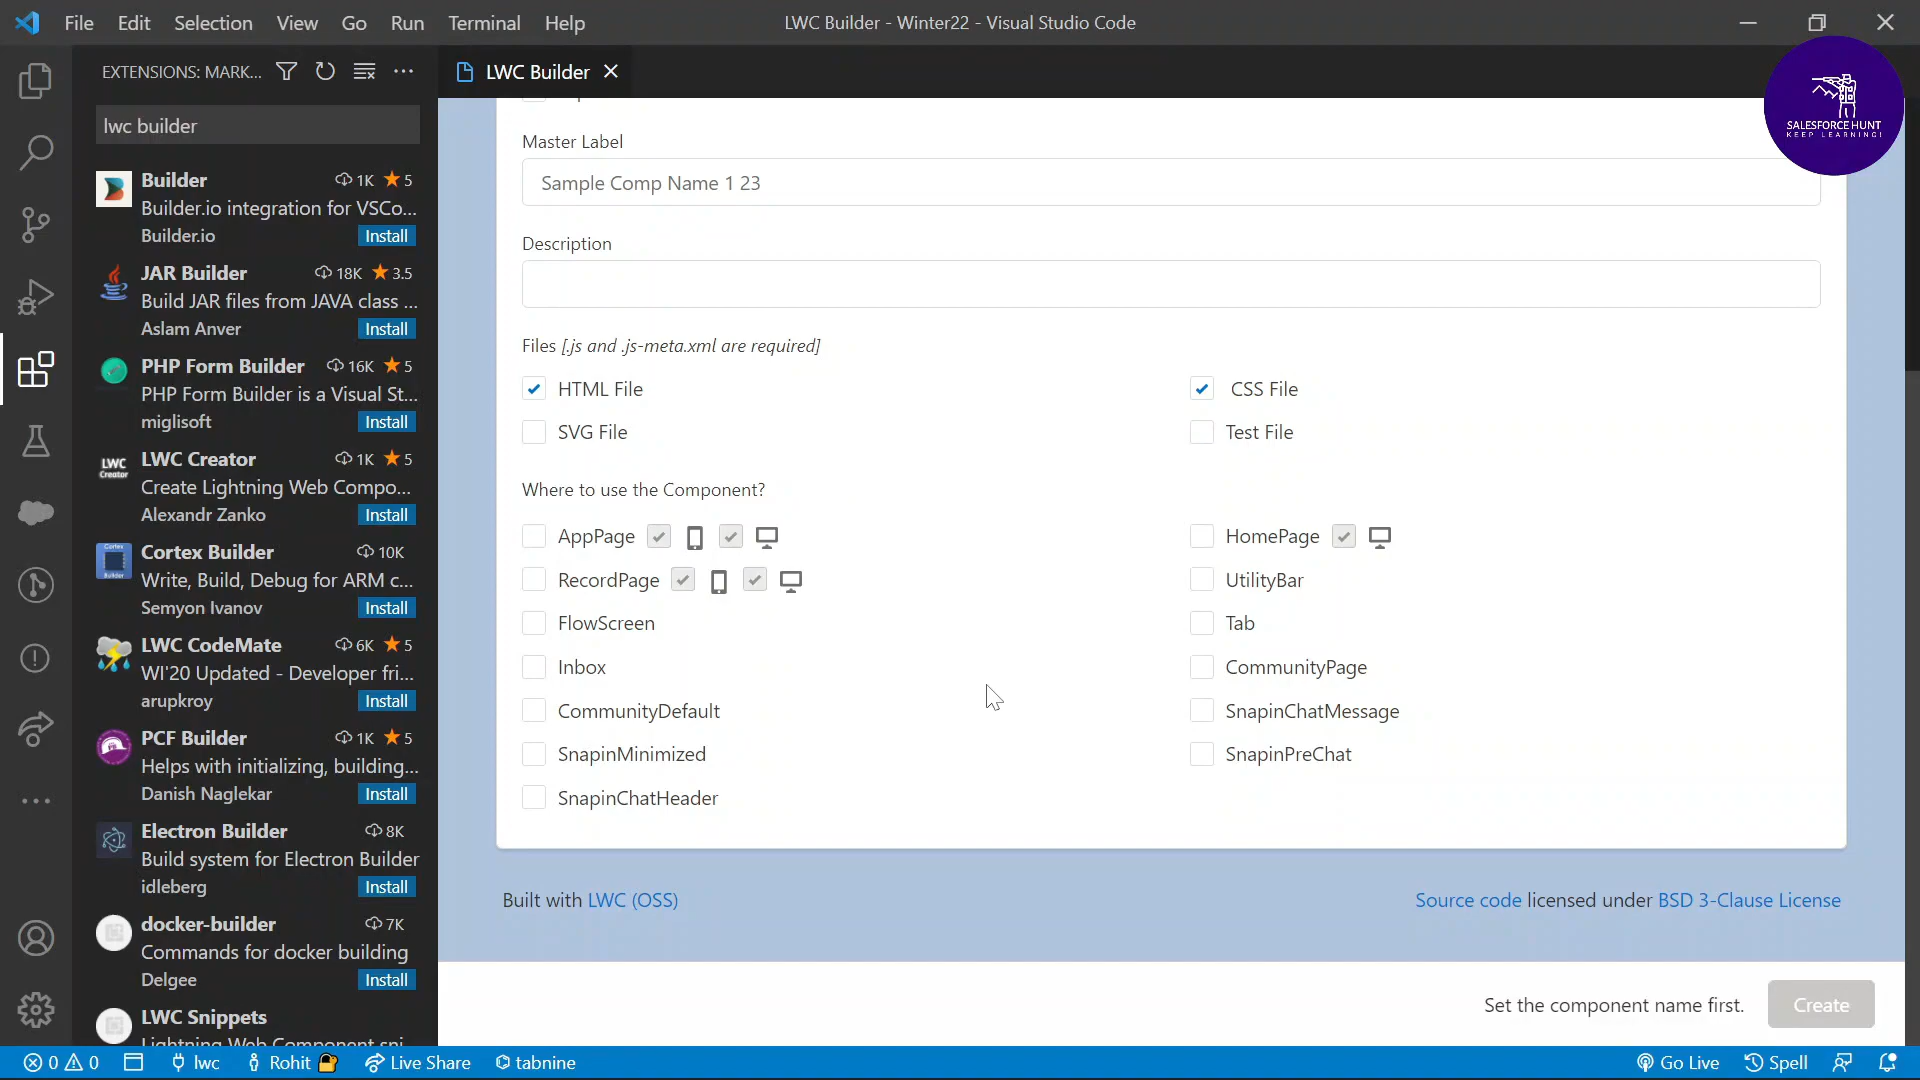 File Edit Selection View Go Run Terminal Help
LWC Builder - Winter22 - Visual Studio Code
EXTENSIONS: MARK...
LWC Builder
SALESFORCE HUNT
KEEP LEARNING!
lwc builder
Builder 1K 5
Builder.io integration for VSCo...
Builder.io Install
JAR Builder 18K 3.5
Build JAR files from JAVA class ...
Aslam Anver Install
PHP Form Builder 16K 5
PHP Form Builder is a Visual St...
miglisoft Install
LWC Creator 1K 5
LWC
Creator
Create Lightning Web Compo...
Alexandr Zanko Install
Cortex Builder 10K
Cortex
Builder
Write, Build, Debug for ARM c...
Semyon Ivanov Install
LWC CodeMate 6K 5
WI'20 Updated - Developer fri...
arupkroy Install
PCF Builder 1K 5
Helps with initializing, building,...
Danish Naglekar Install
Electron Builder 8K
Build system for Electron Builder
idleberg Install
docker-builder 7K
Commands for docker building
Delgee Install
LWC Snippets
Lightning Web Component sni
Master Label
Sample Comp Name 1 23
Description
Files [.js and .js-meta.xml are required]
HTML File CSS File
SVG File Test File
Where to use the Component?
AppPage HomePage
RecordPage UtilityBar
FlowScreen Tab
Inbox CommunityPage
CommunityDefault SnapinChatMessage
SnapinMinimized SnapinPreChat
SnapinChatHeader
Built with LWC (OSS)
Source code licensed under BSD 3-Clause License
Set the component name first. Create
0 0 lwc Rohit Live Share tabnine Go Live Spell